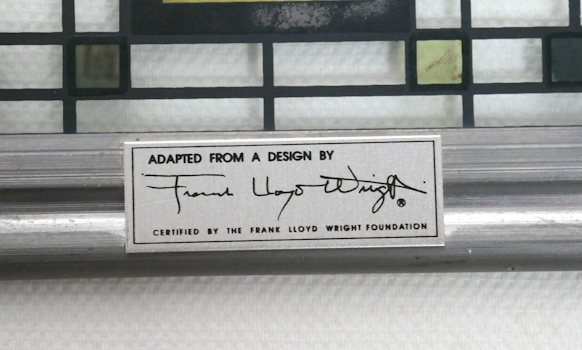 ADAPTED FROM A DESIGN BY
Frank Lloyd Wright ®
CERTIFIED BY THE FRANK LLOYD WRIGHT FOUNDATION